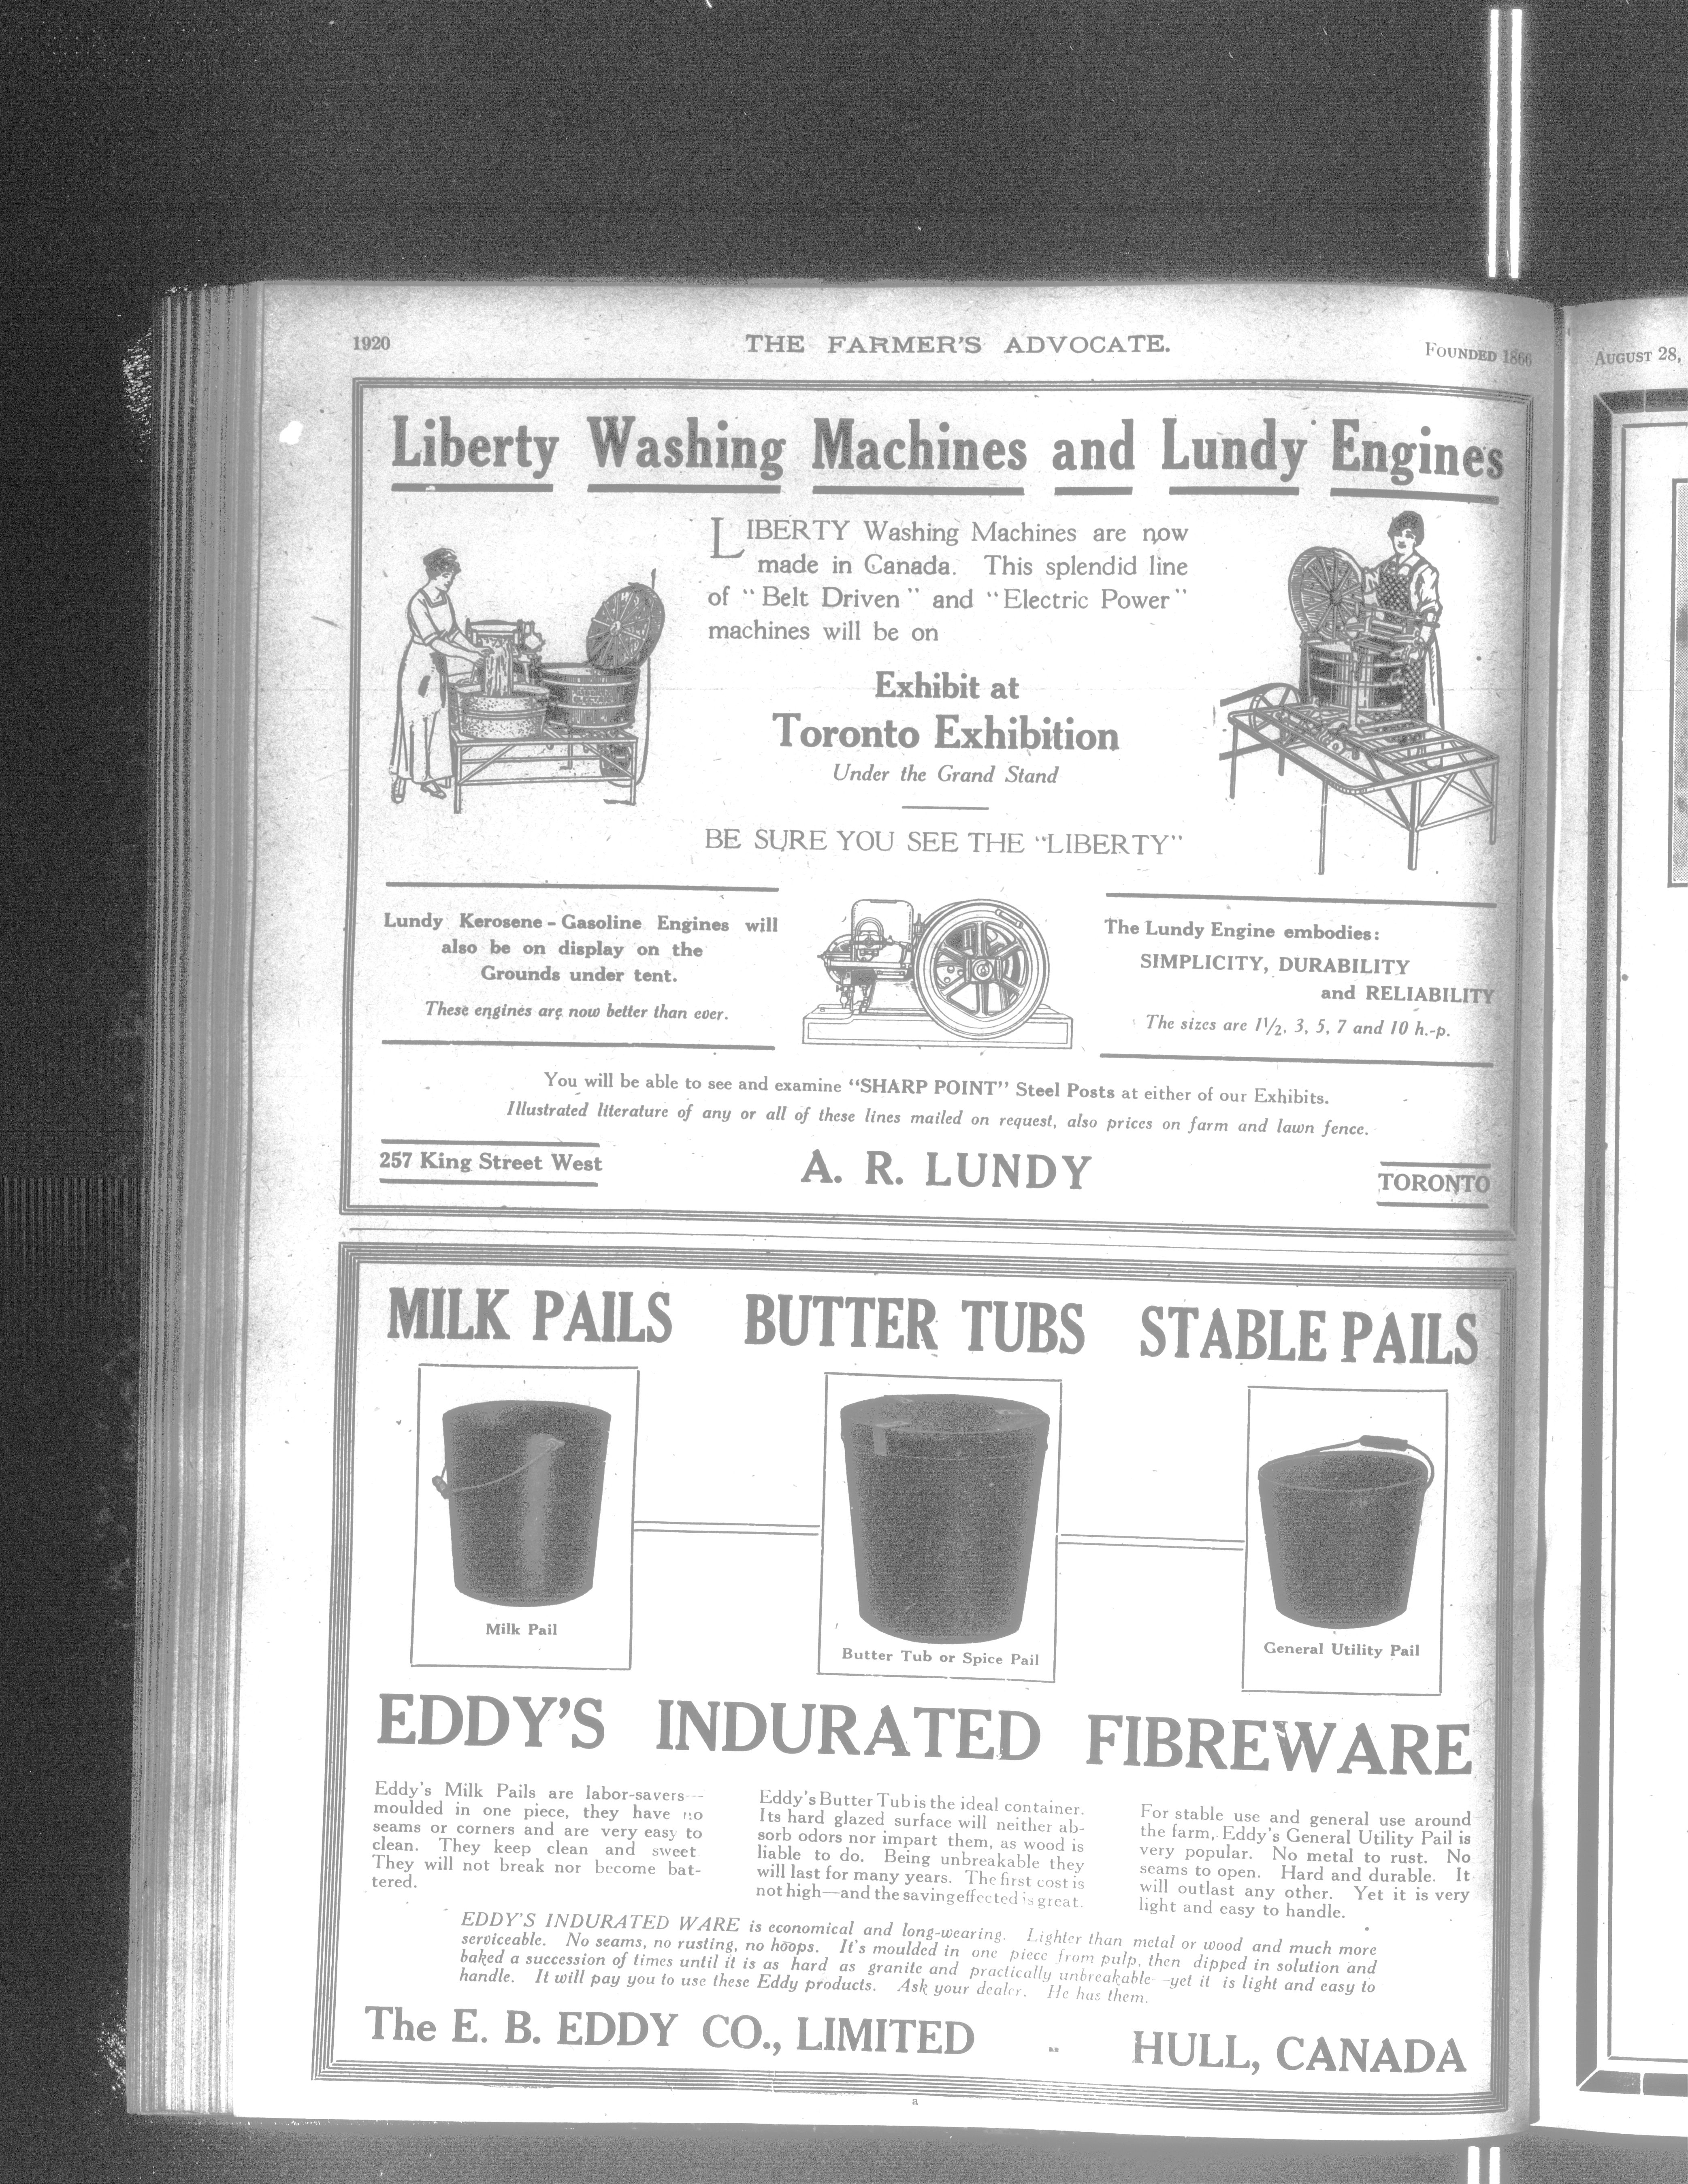 1920
THE FARMER'S ADVOCATE.
FOUNDED 1866
AUGUST 28,
Liberty Washing Machines and Lundy Engines
LIBERTY Washing Machines are now
made in Canada. This splendid line
of "Belt Driven" and "Electric Power"
machines will be on
Exhibit at
Toronto Exhibition
Under the Grand Stand
BE SURE YOU SEE THE "LIBERTY"
Lundy Kerosene-Gasoline Engines will
also be on display on the
Grounds under tent.
These engines are now better than ever.
The Lundy Engine embodies:
SIMPLICITY, DURABILITY
and RELIABILITY
The sizes are 1½, 3, 5, 7 and 10 h.-p.
You will be able to see and examine "SHARP POINT" Steel Posts at either of our Exhibits.
Illustrated literature of any or all of these lines mailed on request, also prices on farm and lawn fence.
257 King Street West
A. R. LUNDY
TORONTO
MILK PAILS BUTTER TUBS STABLE PAILS
Milk Pail
Butter Tub or Spice Pail
General Utility Pail
EDDY'S INDURATED FIBREWARE
Eddy's Milk Pails are labor-savers—
moulded in one piece, they have no
seams or corners and are very easy to
clean. They keep clean and sweet
They will not break nor become bat-
tered.
Eddy's Butter Tub is the ideal container.
Its hard glazed surface will neither ab-
sorb odors nor impart them, as wood is
liable to do. Being unbreakable they
will last for many years. The first cost is
not high—and the saving effected is great.
For stable use and general use around
the farm, Eddy's General Utility Pail is
very popular. No metal to rust. No
seams to open. Hard and durable. It
will outlast any other. Yet it is very
light and easy to handle.
EDDY'S INDURATED WARE is economical and long-wearing. Lighter than metal or wood and much more
serviceable. No seams, no rusting, no hoops. It's moulded in one piece from pulp, then dipped in solution and
baked a succession of times until it is as hard as granite and practically unbreakable—yet it is light and easy to
handle. It will pay you to use these Eddy products. Ask your dealer. He has them.
The E. B. EDDY CO., LIMITED - HULL, CANADA
a